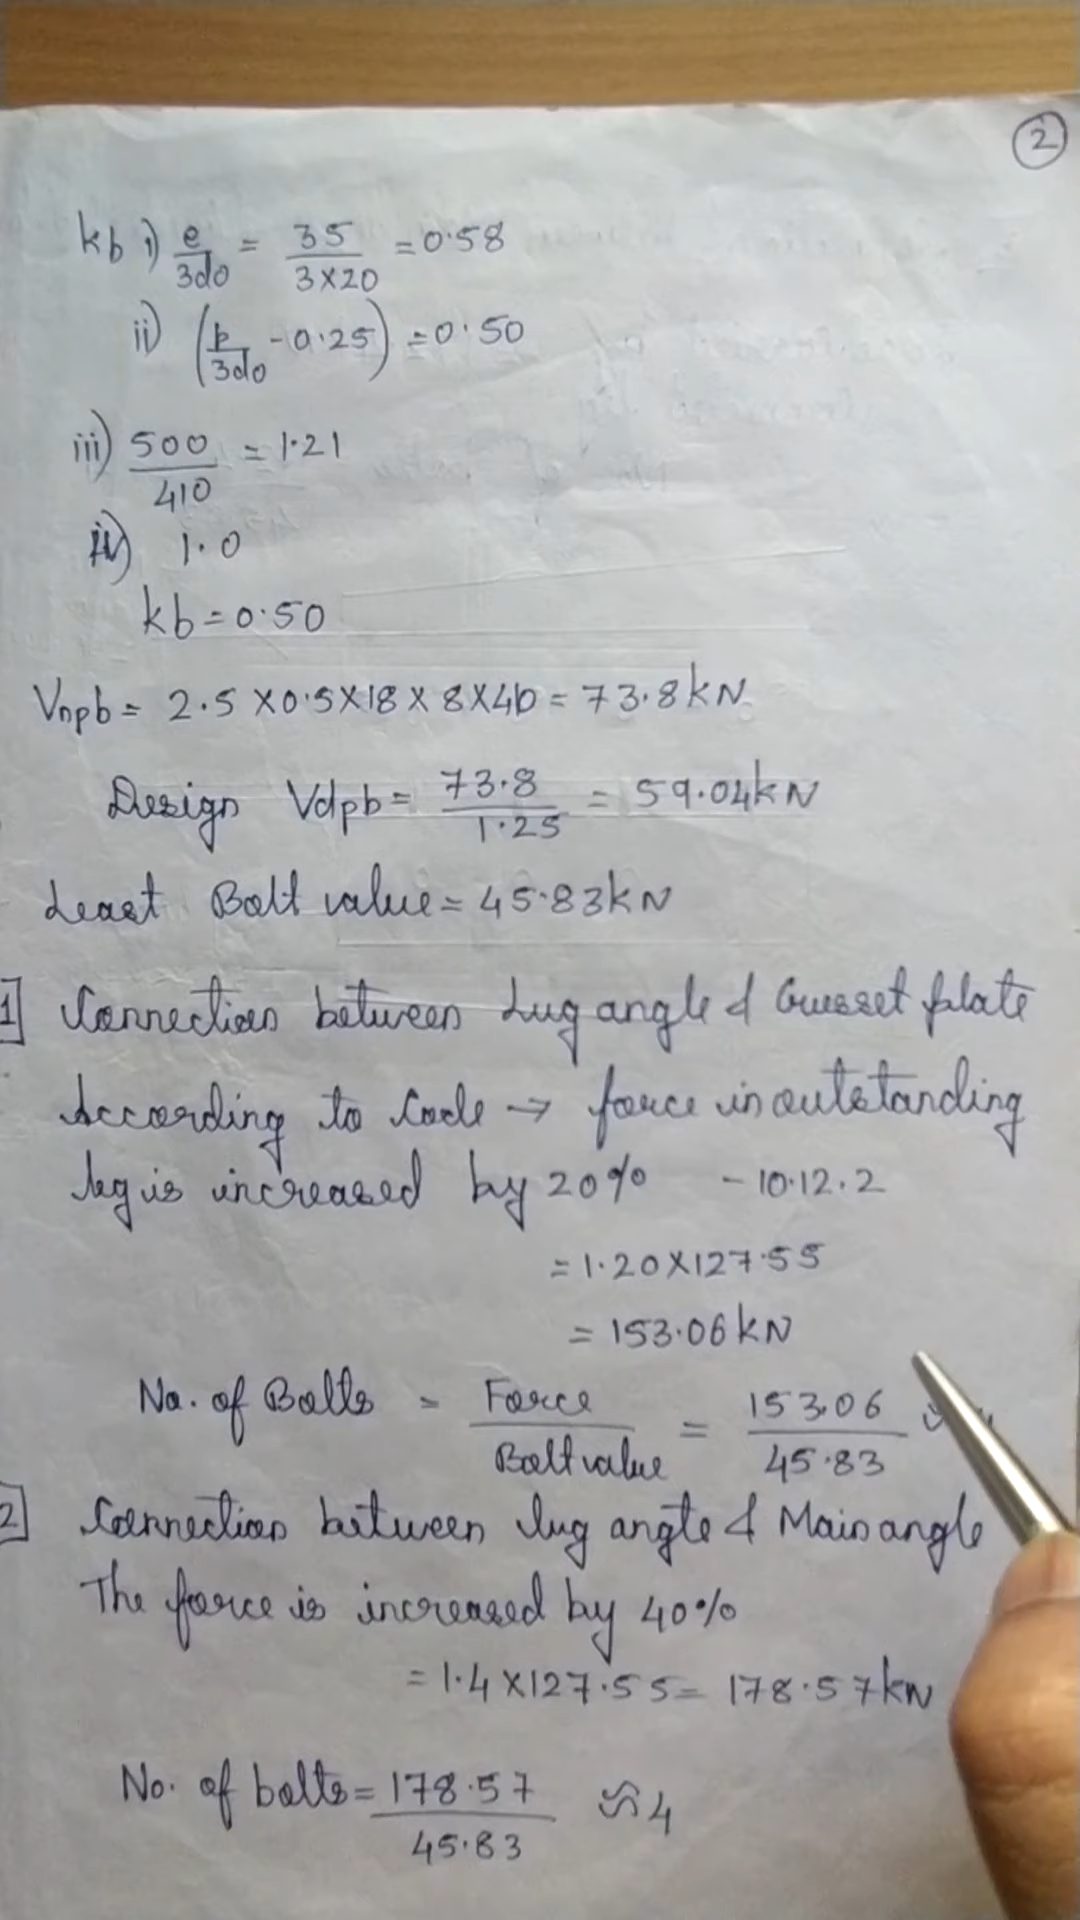 2
kb i) e/3do = 35/3×20 = 0.58
ii) (p/3do - 0.25) = 0.50
iii) 500/410 = 1.21
iv) 1.0
kb = 0.50
Vnpb = 2.5 × 0.5 × 18 × 8 × 410 = 73.8 kN
Design Vdpb = 73.8/1.25 = 59.04 kN
Least Bolt value = 45.83 kN
1] Connection between Lug angle & Gusset plate
According to Code → force in outstanding
leg is increased by 20% - 10.12.2
= 1.20 × 127.55
= 153.06 kN
No. of Bolts = Force/Bolt value = 153.06/45.83
2] Connection between lug angle & Main angle
The force is increased by 40%
= 1.4 × 127.55 = 178.57 kN
No. of bolts = 178.57/45.83 ≈ 4